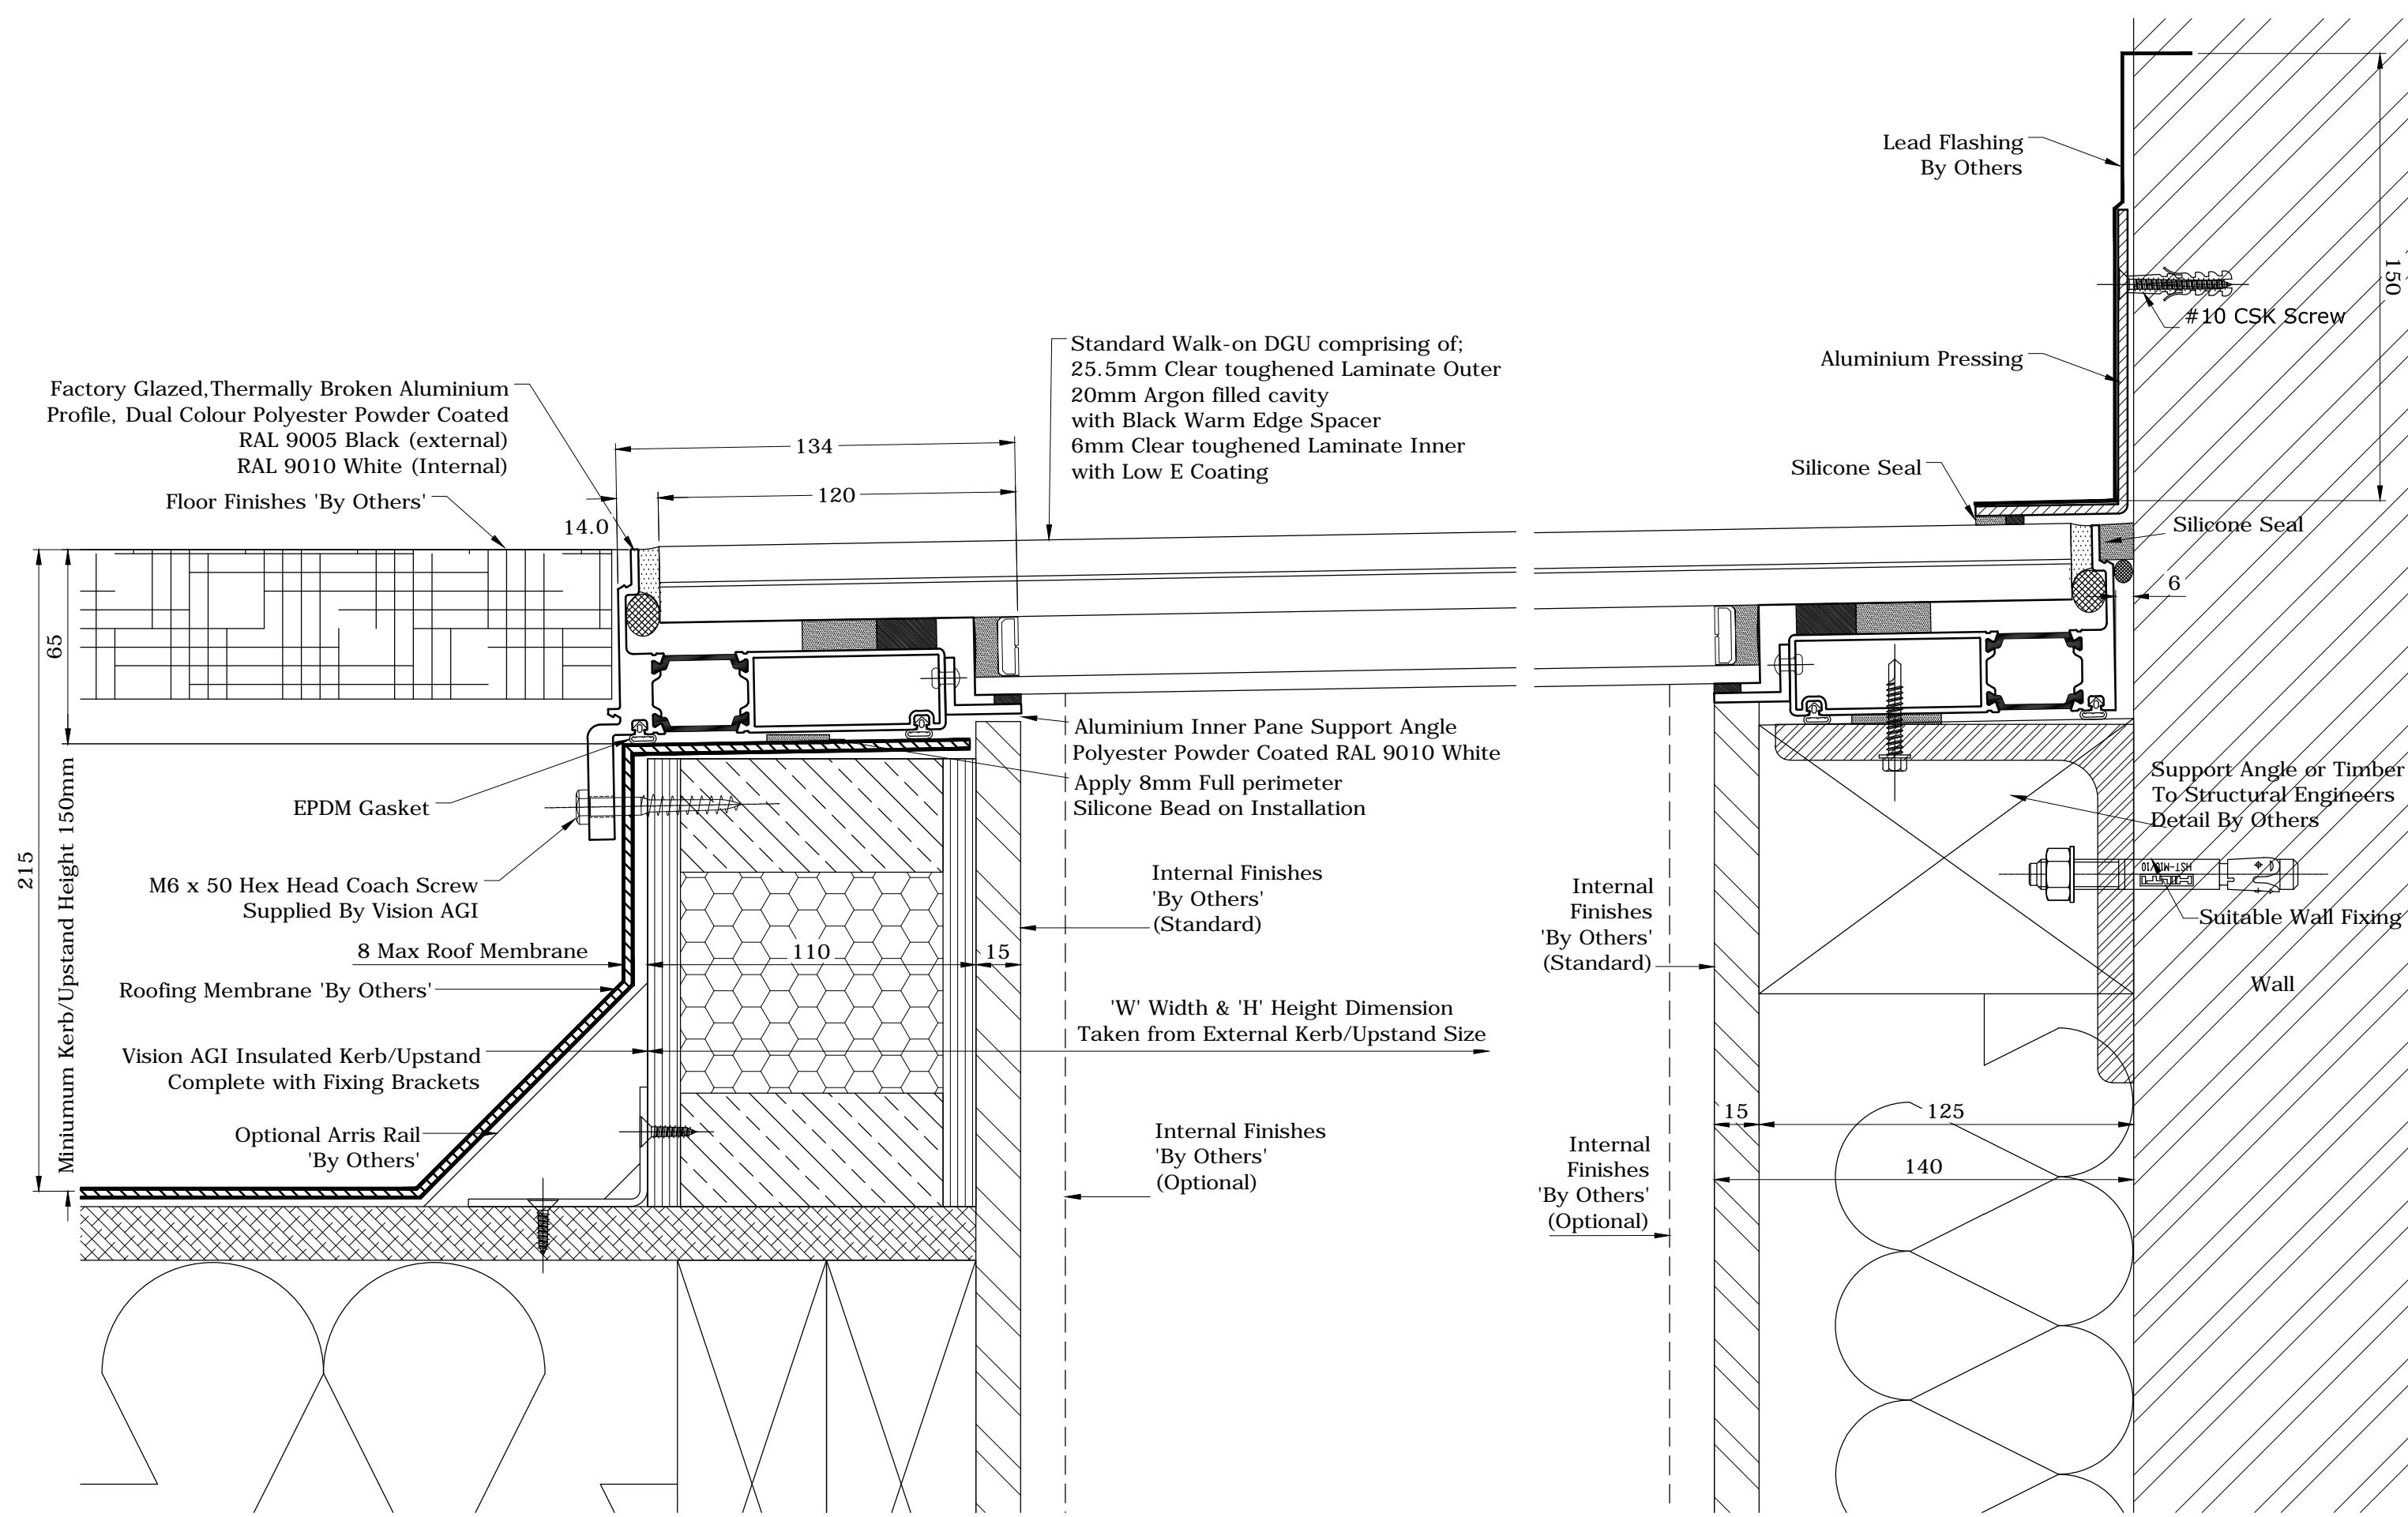 Lead Flashing
By Others
150
#10 CSK Screw
Aluminium Pressing
Silicone Seal
Silicone Seal
6
Standard Walk-on DGU comprising of;
25.5mm Clear toughened Laminate Outer
20mm Argon filled cavity
with Black Warm Edge Spacer
6mm Clear toughened Laminate Inner
with Low E Coating
Factory Glazed,Thermally Broken Aluminium
Profile, Dual Colour Polyester Powder Coated
RAL 9005 Black (external)
RAL 9010 White (Internal)
Floor Finishes 'By Others'
134
120
14.0
65
215
Miniumum Kerb/Upstand Height 150mm
EPDM Gasket
M6 x 50 Hex Head Coach Screw
Supplied By Vision AGI
8 Max Roof Membrane
Roofing Membrane 'By Others'
Vision AGI Insulated Kerb/Upstand
Complete with Fixing Brackets
Optional Arris Rail
'By Others'
110
15
Aluminium Inner Pane Support Angle
Polyester Powder Coated RAL 9010 White
Apply 8mm Full perimeter
Silicone Bead on Installation
Internal Finishes
'By Others'
(Standard)
'W' Width & 'H' Height Dimension
Taken from External Kerb/Upstand Size
Internal Finishes
'By Others'
(Optional)
Internal
Finishes
'By Others'
(Standard)
Internal
Finishes
'By Others'
(Optional)
15
125
140
Support Angle or Timber
To Structural Engineers
Detail By Others
HST-M10/10
Suitable Wall Fixing
Wall